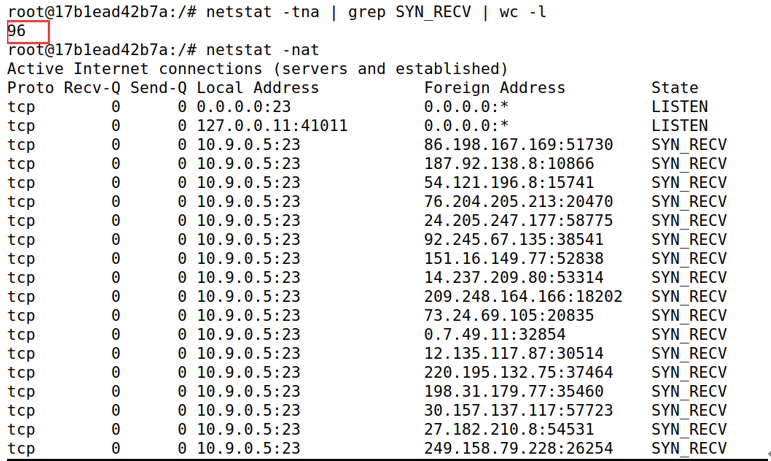 root@17b1ead42b7a:/# netstat -tna | grep SYN_RECV | wc -l
96
root@17b1ead42b7a:/# netstat -nat
Active Internet connections (servers and established)
Proto Recv-Q Send-Q Local Address           Foreign Address         State
tcp        0      0 0.0.0.0:23              0.0.0.0:*               LISTEN
tcp        0      0 127.0.0.11:41011        0.0.0.0:*               LISTEN
tcp        0      0 10.9.0.5:23             86.198.167.169:51730    SYN_RECV
tcp        0      0 10.9.0.5:23             187.92.138.8:10866      SYN_RECV
tcp        0      0 10.9.0.5:23             54.121.196.8:15741      SYN_RECV
tcp        0      0 10.9.0.5:23             76.204.205.213:20470    SYN_RECV
tcp        0      0 10.9.0.5:23             24.205.247.177:58775    SYN_RECV
tcp        0      0 10.9.0.5:23             92.245.67.135:38541     SYN_RECV
tcp        0      0 10.9.0.5:23             151.16.149.77:52838     SYN_RECV
tcp        0      0 10.9.0.5:23             14.237.209.80:53314     SYN_RECV
tcp        0      0 10.9.0.5:23             209.248.164.166:18202   SYN_RECV
tcp        0      0 10.9.0.5:23             73.24.69.105:20835      SYN_RECV
tcp        0      0 10.9.0.5:23             0.7.49.11:32854         SYN_RECV
tcp        0      0 10.9.0.5:23             12.135.117.87:30514     SYN_RECV
tcp        0      0 10.9.0.5:23             220.195.132.75:37464    SYN_RECV
tcp        0      0 10.9.0.5:23             198.31.179.77:35460     SYN_RECV
tcp        0      0 10.9.0.5:23             30.157.137.117:57723    SYN_RECV
tcp        0      0 10.9.0.5:23             27.182.210.8:54531      SYN_RECV
tcp        0      0 10.9.0.5:23             249.158.79.228:26254    SYN_RECV